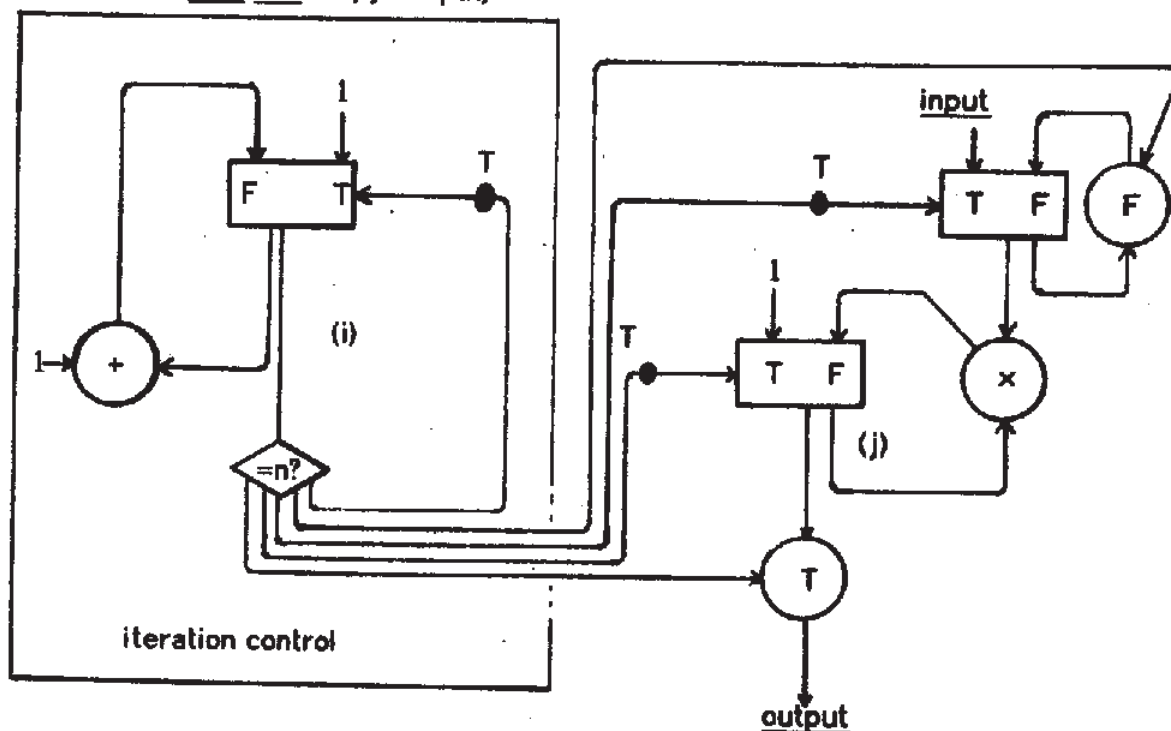 1
input
T
T
F
T
T
F
F
1
(i)
T
T
F
1
+
x
(j)
=n?
T
iteration control
output